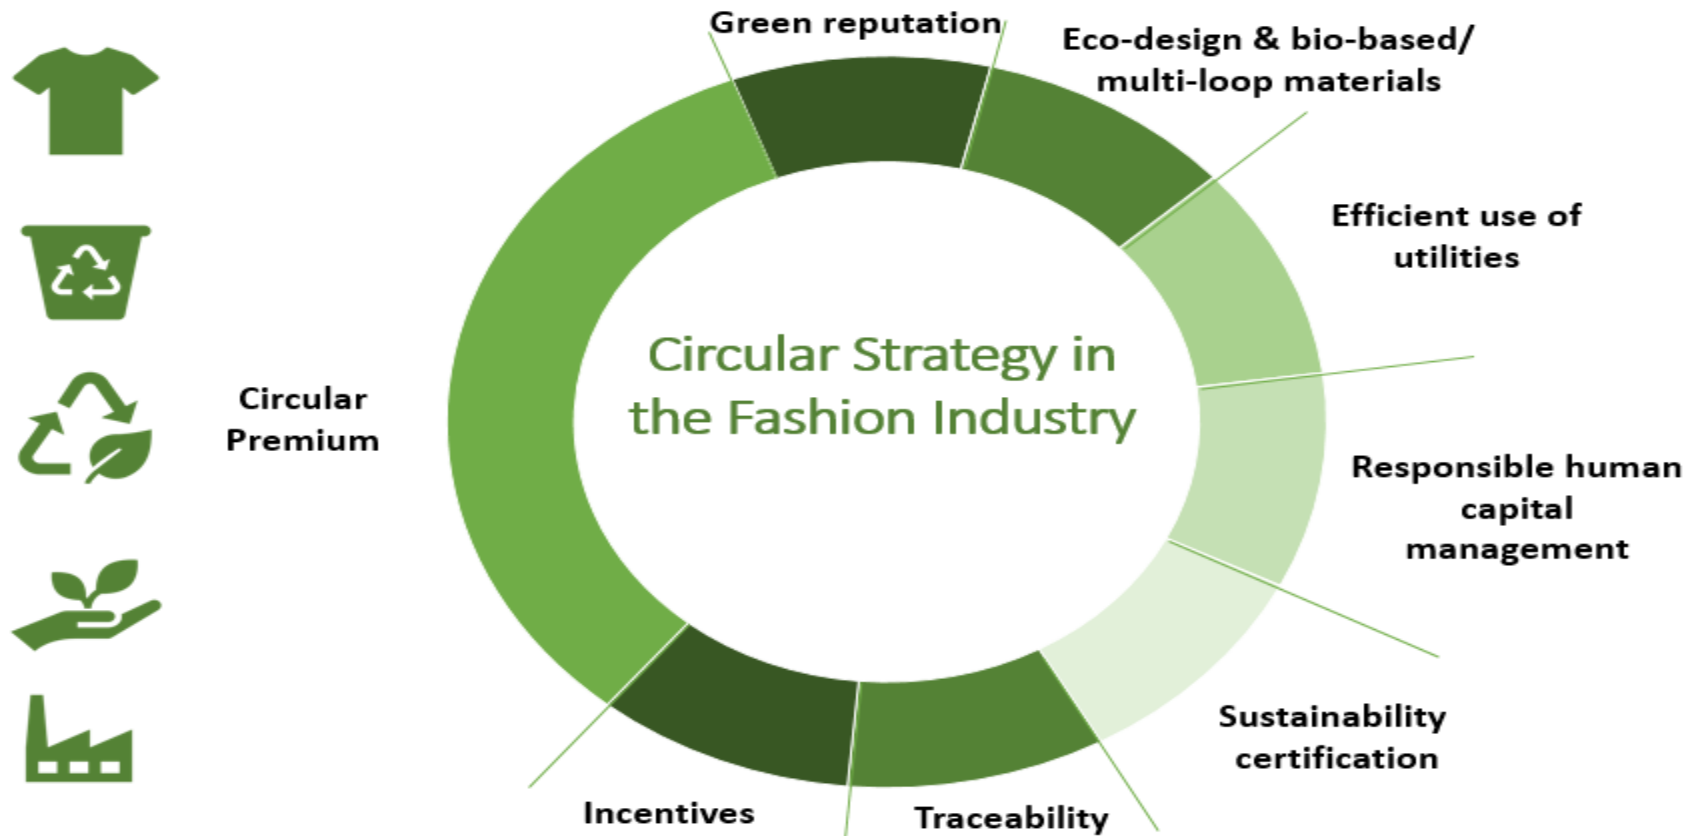 Green reputation
Eco-design & bio-based/
multi-loop materials
Efficient use of
utilities
Circular Strategy in
the Fashion Industry
Circular
Premium
Responsible human
capital
management
Sustainability
certification
Incentives
Traceability